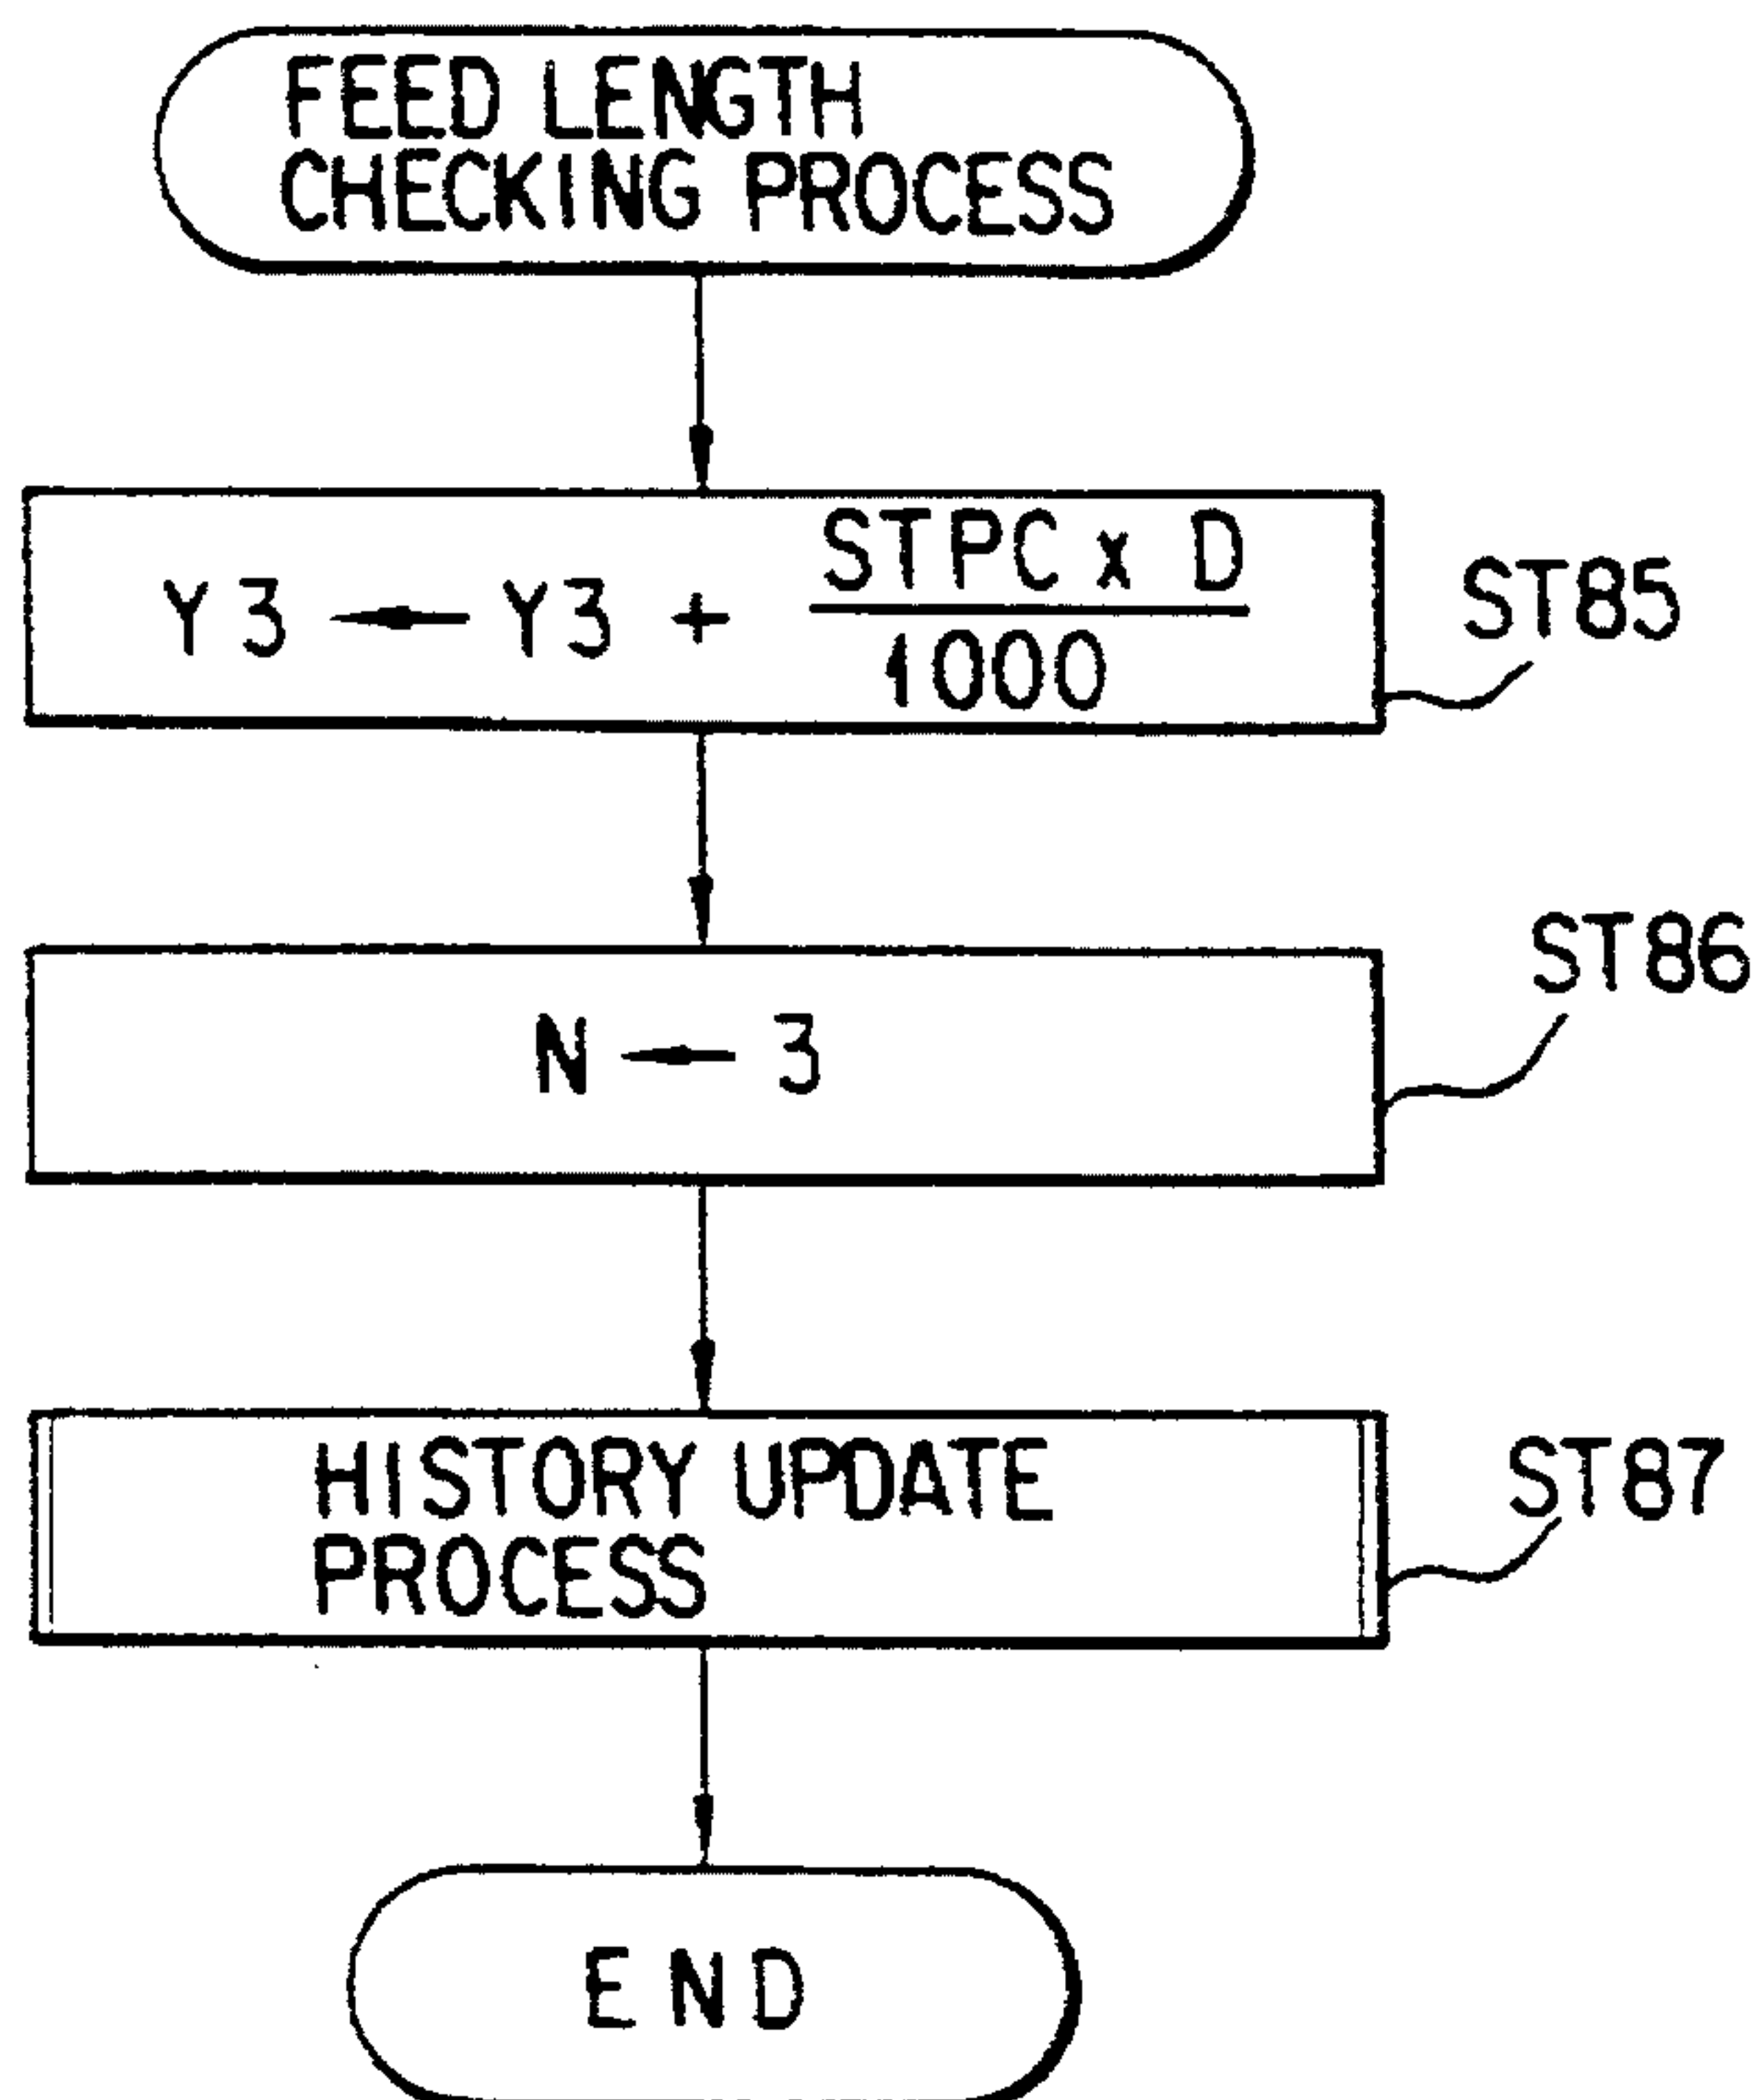 FEED LENGTH
CHECKING PROCESS
Y3 ← Y3 + STPC x D / 1000
ST85
ST86
N ← 3
HISTORY UPDATE
PROCESS
ST87
END